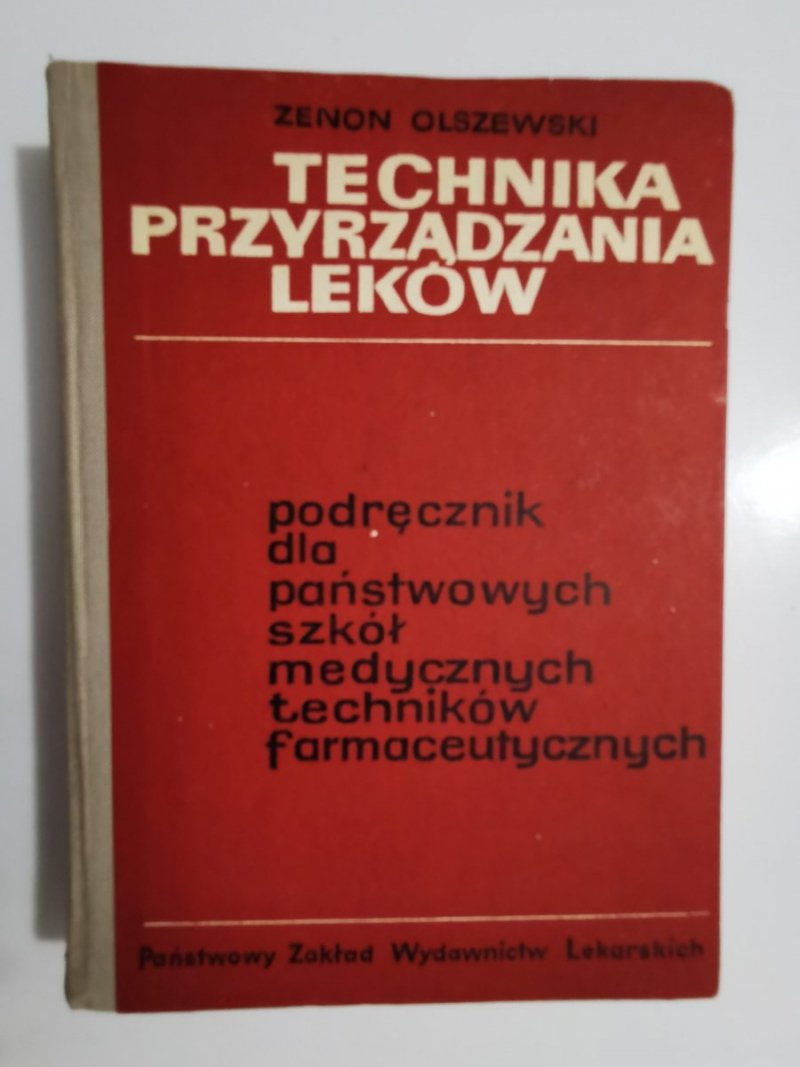 ZENON OLSZEWSKI
TECHNIKA
PRZYRZĄDZANIA
LEKÓW
podręcznik
dla
państwowych
szkół
medycznych
techników
farmaceutycznych
Państwowy Zakład Wydawnictw Lekarskich